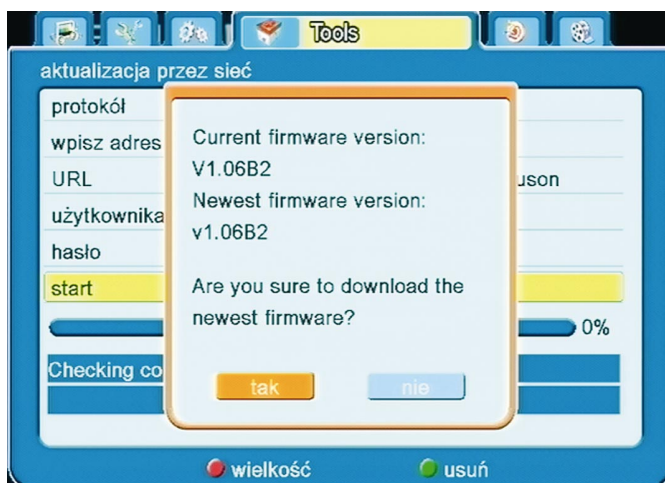 Tools
aktualizacja przez sieć
protokół
wpisz adres
URL
użytkownika
hasło
start
0%
Checking co
Current firmware version:
V1.06B2
Newest firmware version:
v1.06B2
Are you sure to download the
newest firmware?
tak
nie
wielkość
usuń